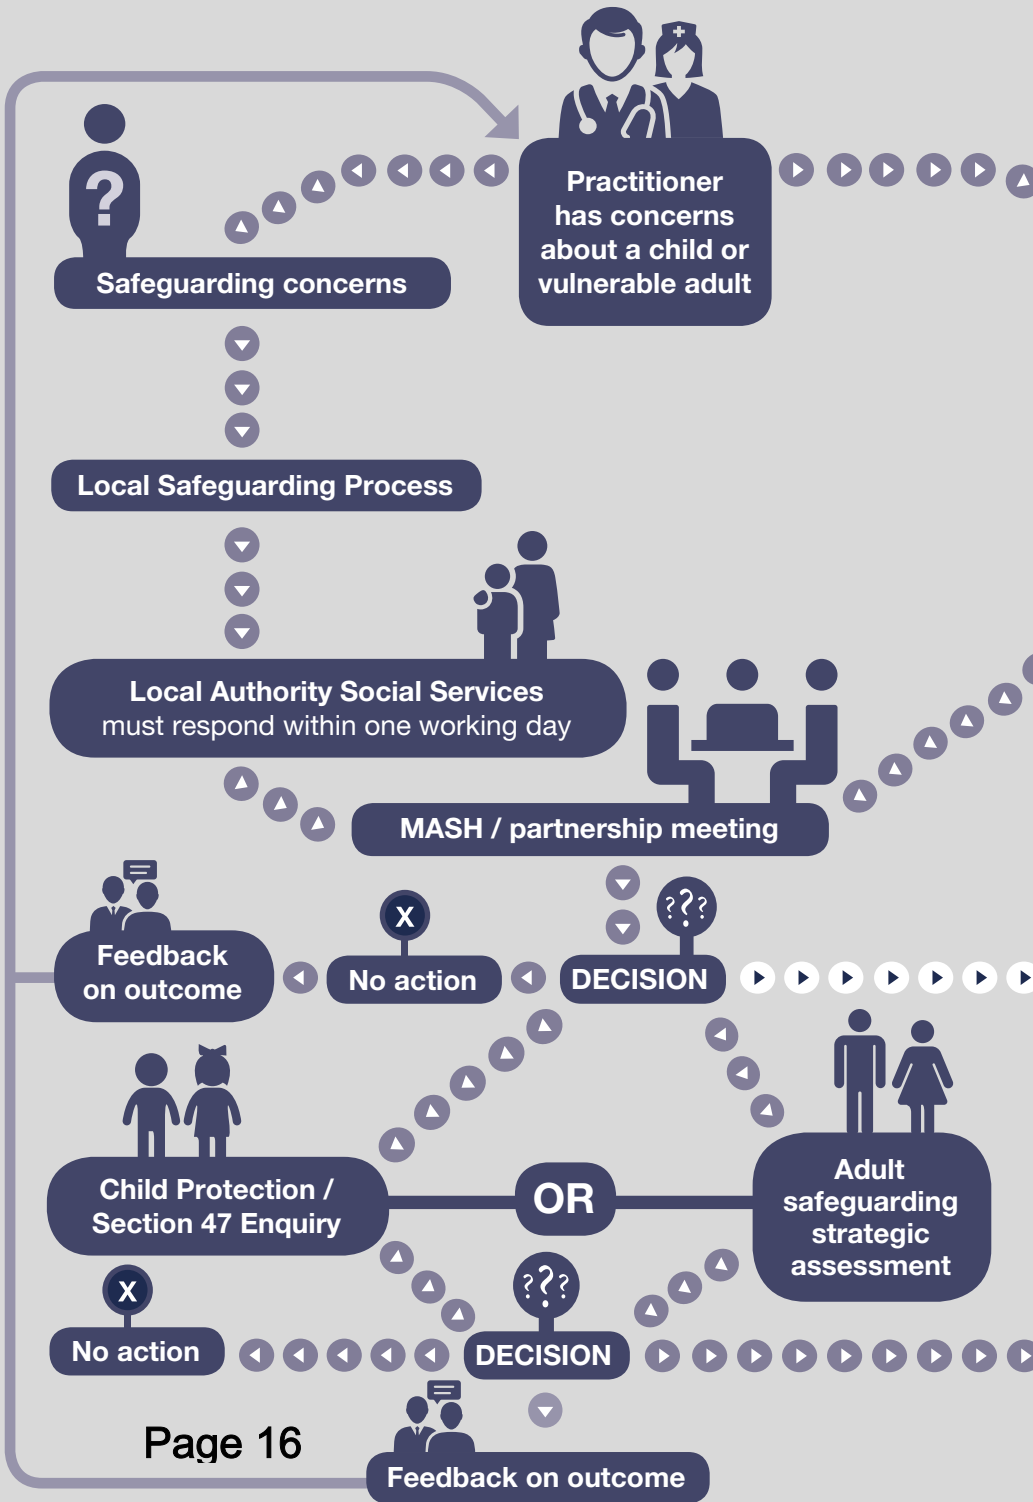 Practitioner
has concerns
about a child or
vulnerable adult
?
Safeguarding concerns
Local Safeguarding Process
Local Authority Social Services
must respond within one working day
MASH / partnership meeting
???
DECISION
X
No action
Feedback
on outcome
Child Protection /
Section 47 Enquiry
OR
Adult
safeguarding
strategic
assessment
???
DECISION
X
No action
Feedback on outcome
Page 16